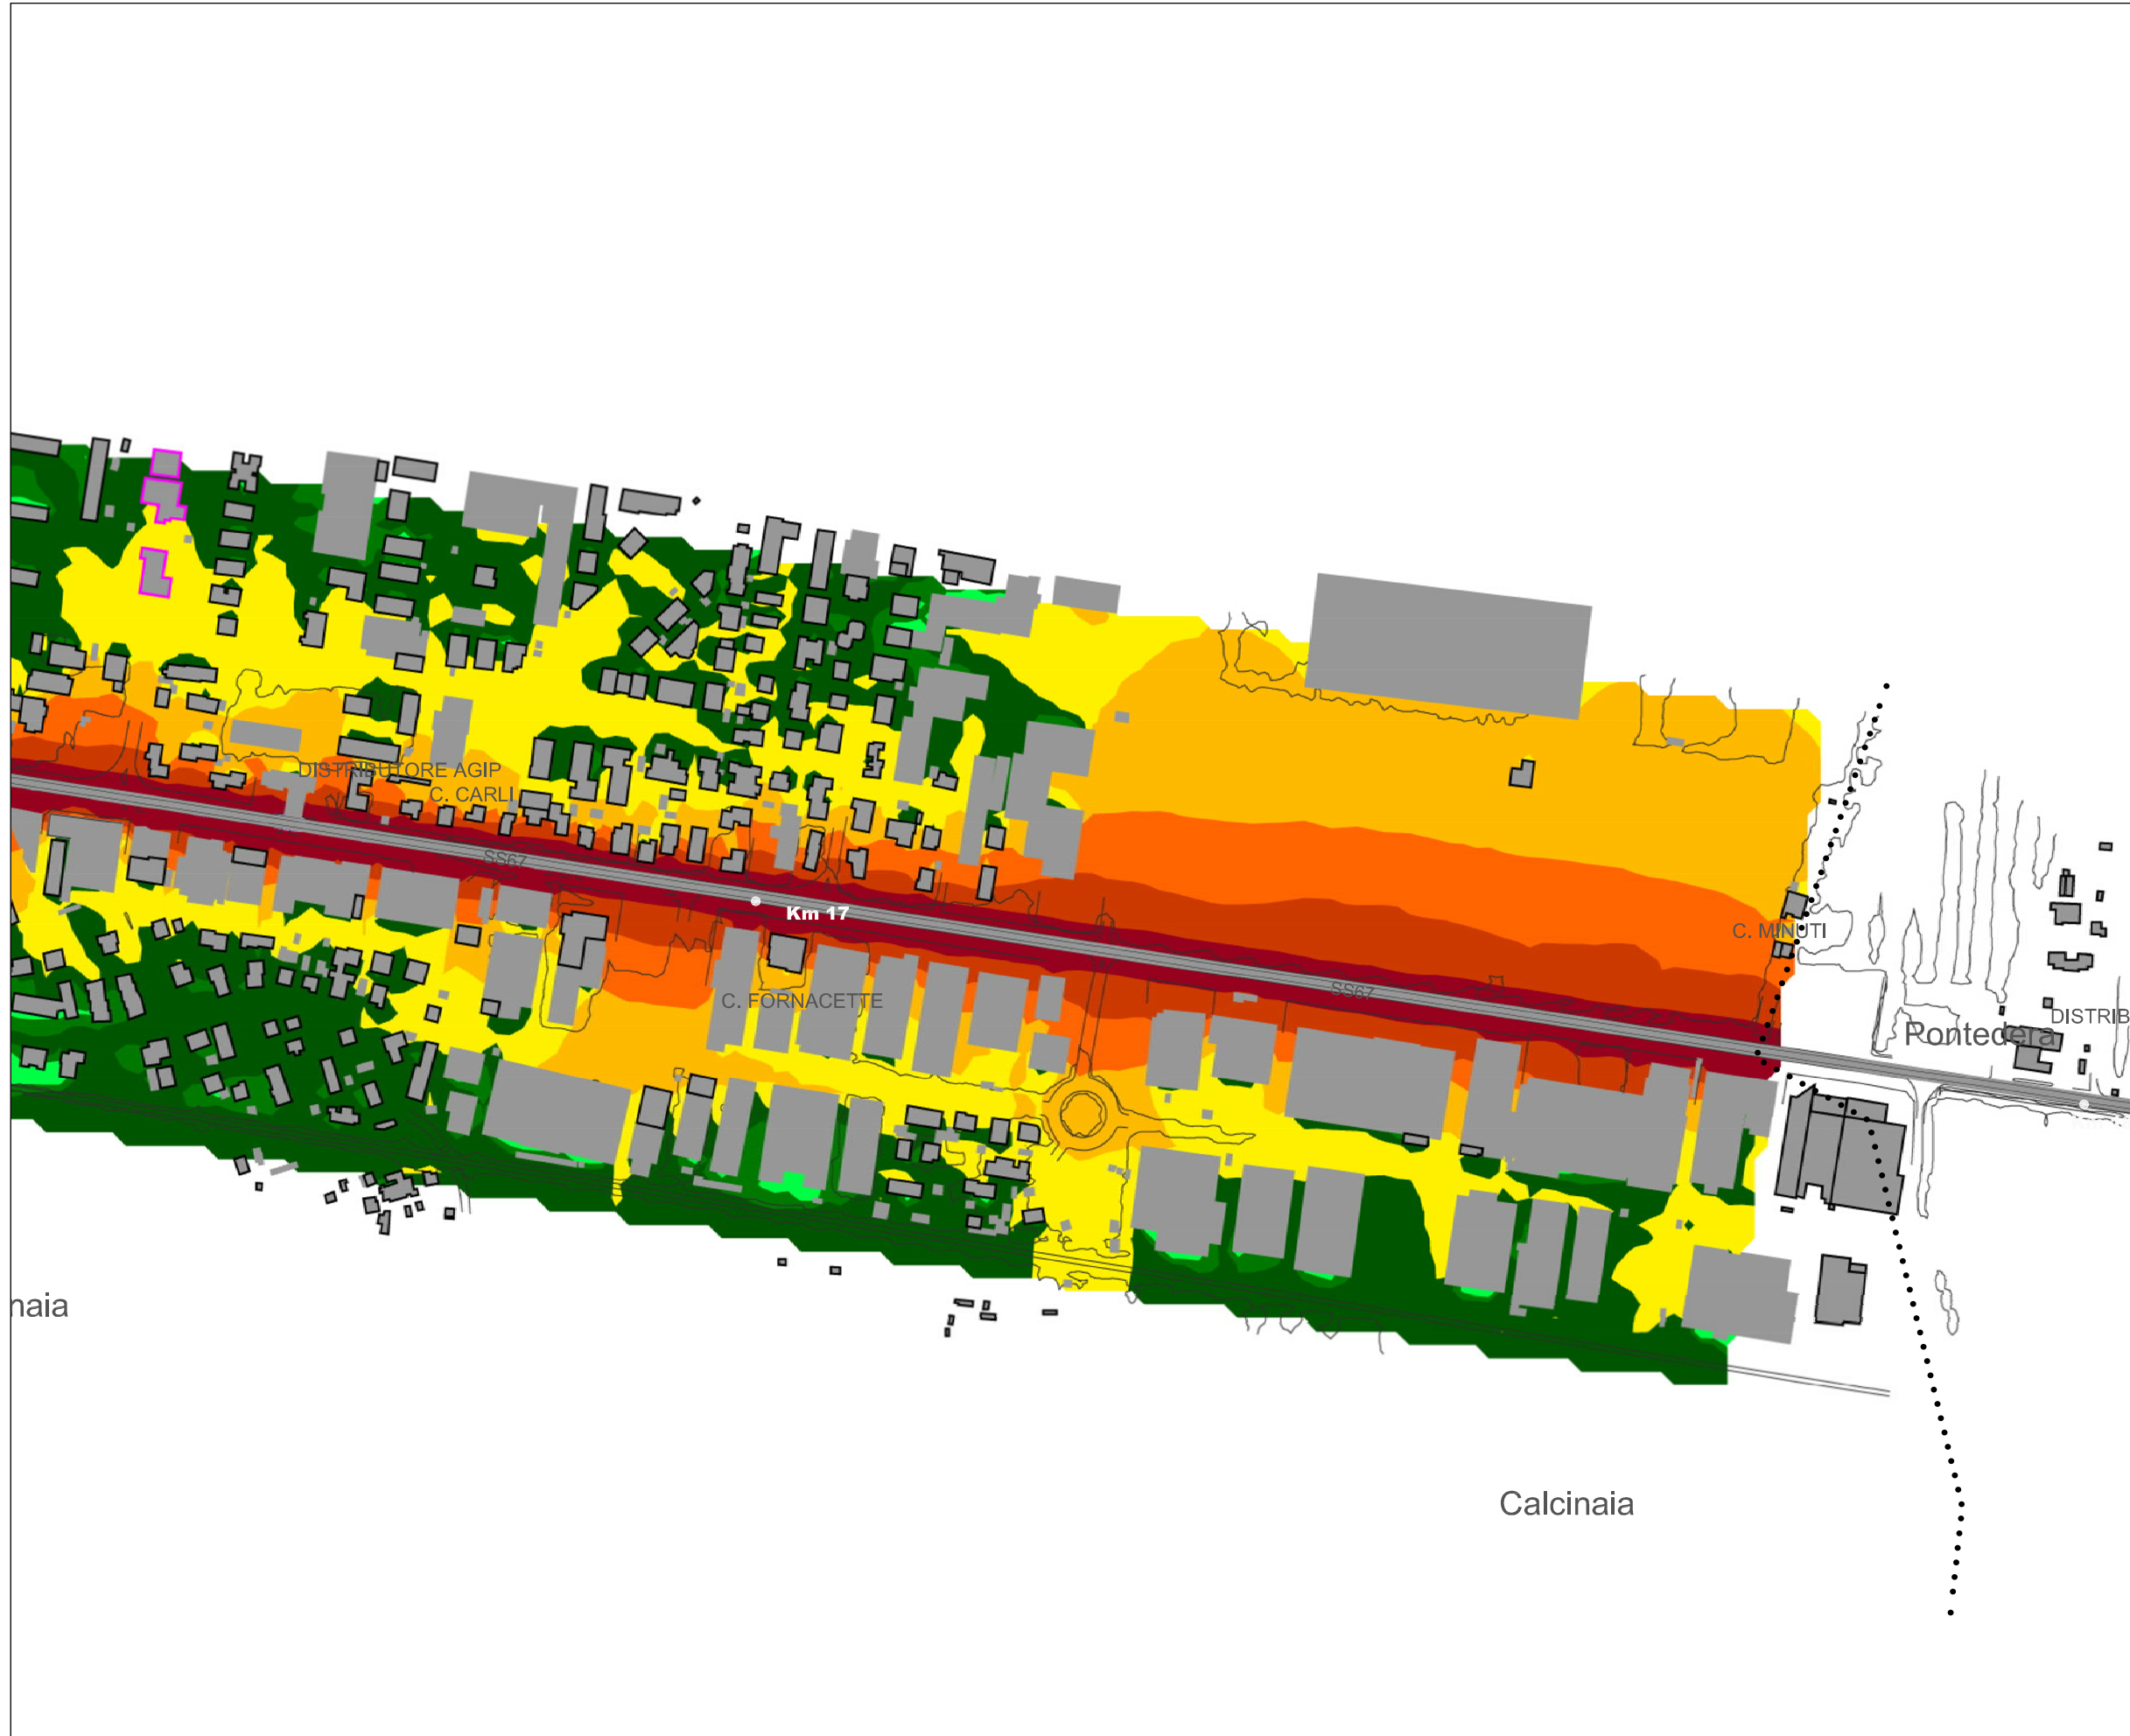 DISTRIBUTORE AGIP
C. CARLI
SS67
Km 17
C. MINUTI
SS67
C. FORNACETTE
DISTRIB
Pontedera
naia
Calcinaia